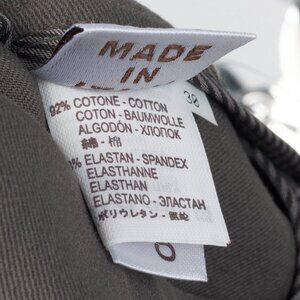 MADE
IN
30
92% COTONE - COTTON
COTON - BAUMWOLLE
ALGODÓN - ХЛОПОК
綿 - 棉
% ELASTAN - SPANDEX
ELASTHANNE
ELASTHAN
ELASTANO - ЭЛАСТАН
ポリウレタン - 氨纶